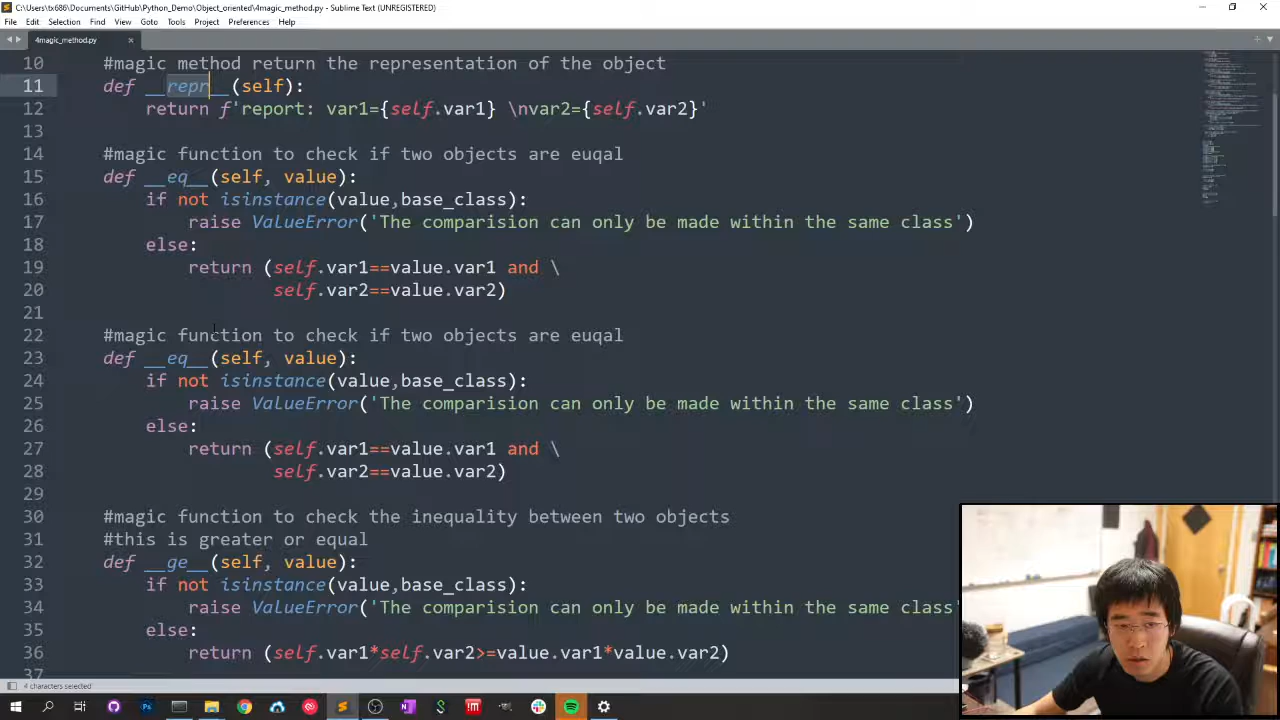 C:\Users\tx686\Documents\GitHub\Python_Demo\Object_oriented\4magic_method.py - Sublime Text (UNREGISTERED)
File Edit Selection Find View Goto Tools Project Preferences Help
4magic_method.py
10 #magic method return the representation of the object
11 def __repr__(self):
12 return f'report: var1={self.var1} \nvar2={self.var2}'
13
14 #magic function to check if two objects are euqal
15 def __eq__(self, value):
16 if not isinstance(value,base_class):
17 raise ValueError('The comparision can only be made within the same class')
18 else:
19 return (self.var1==value.var1 and \
20 self.var2==value.var2)
21
22 #magic function to check if two objects are euqal
23 def __eq__(self, value):
24 if not isinstance(value,base_class):
25 raise ValueError('The comparision can only be made within the same class')
26 else:
27 return (self.var1==value.var1 and \
28 self.var2==value.var2)
29
30 #magic function to check the inequality between two objects
31 #this is greater or equal
32 def __ge__(self, value):
33 if not isinstance(value,base_class):
34 raise ValueError('The comparision can only be made within the same class'
35 else:
36 return (self.var1*self.var2>=value.var1*value.var2)
37
4 characters selected